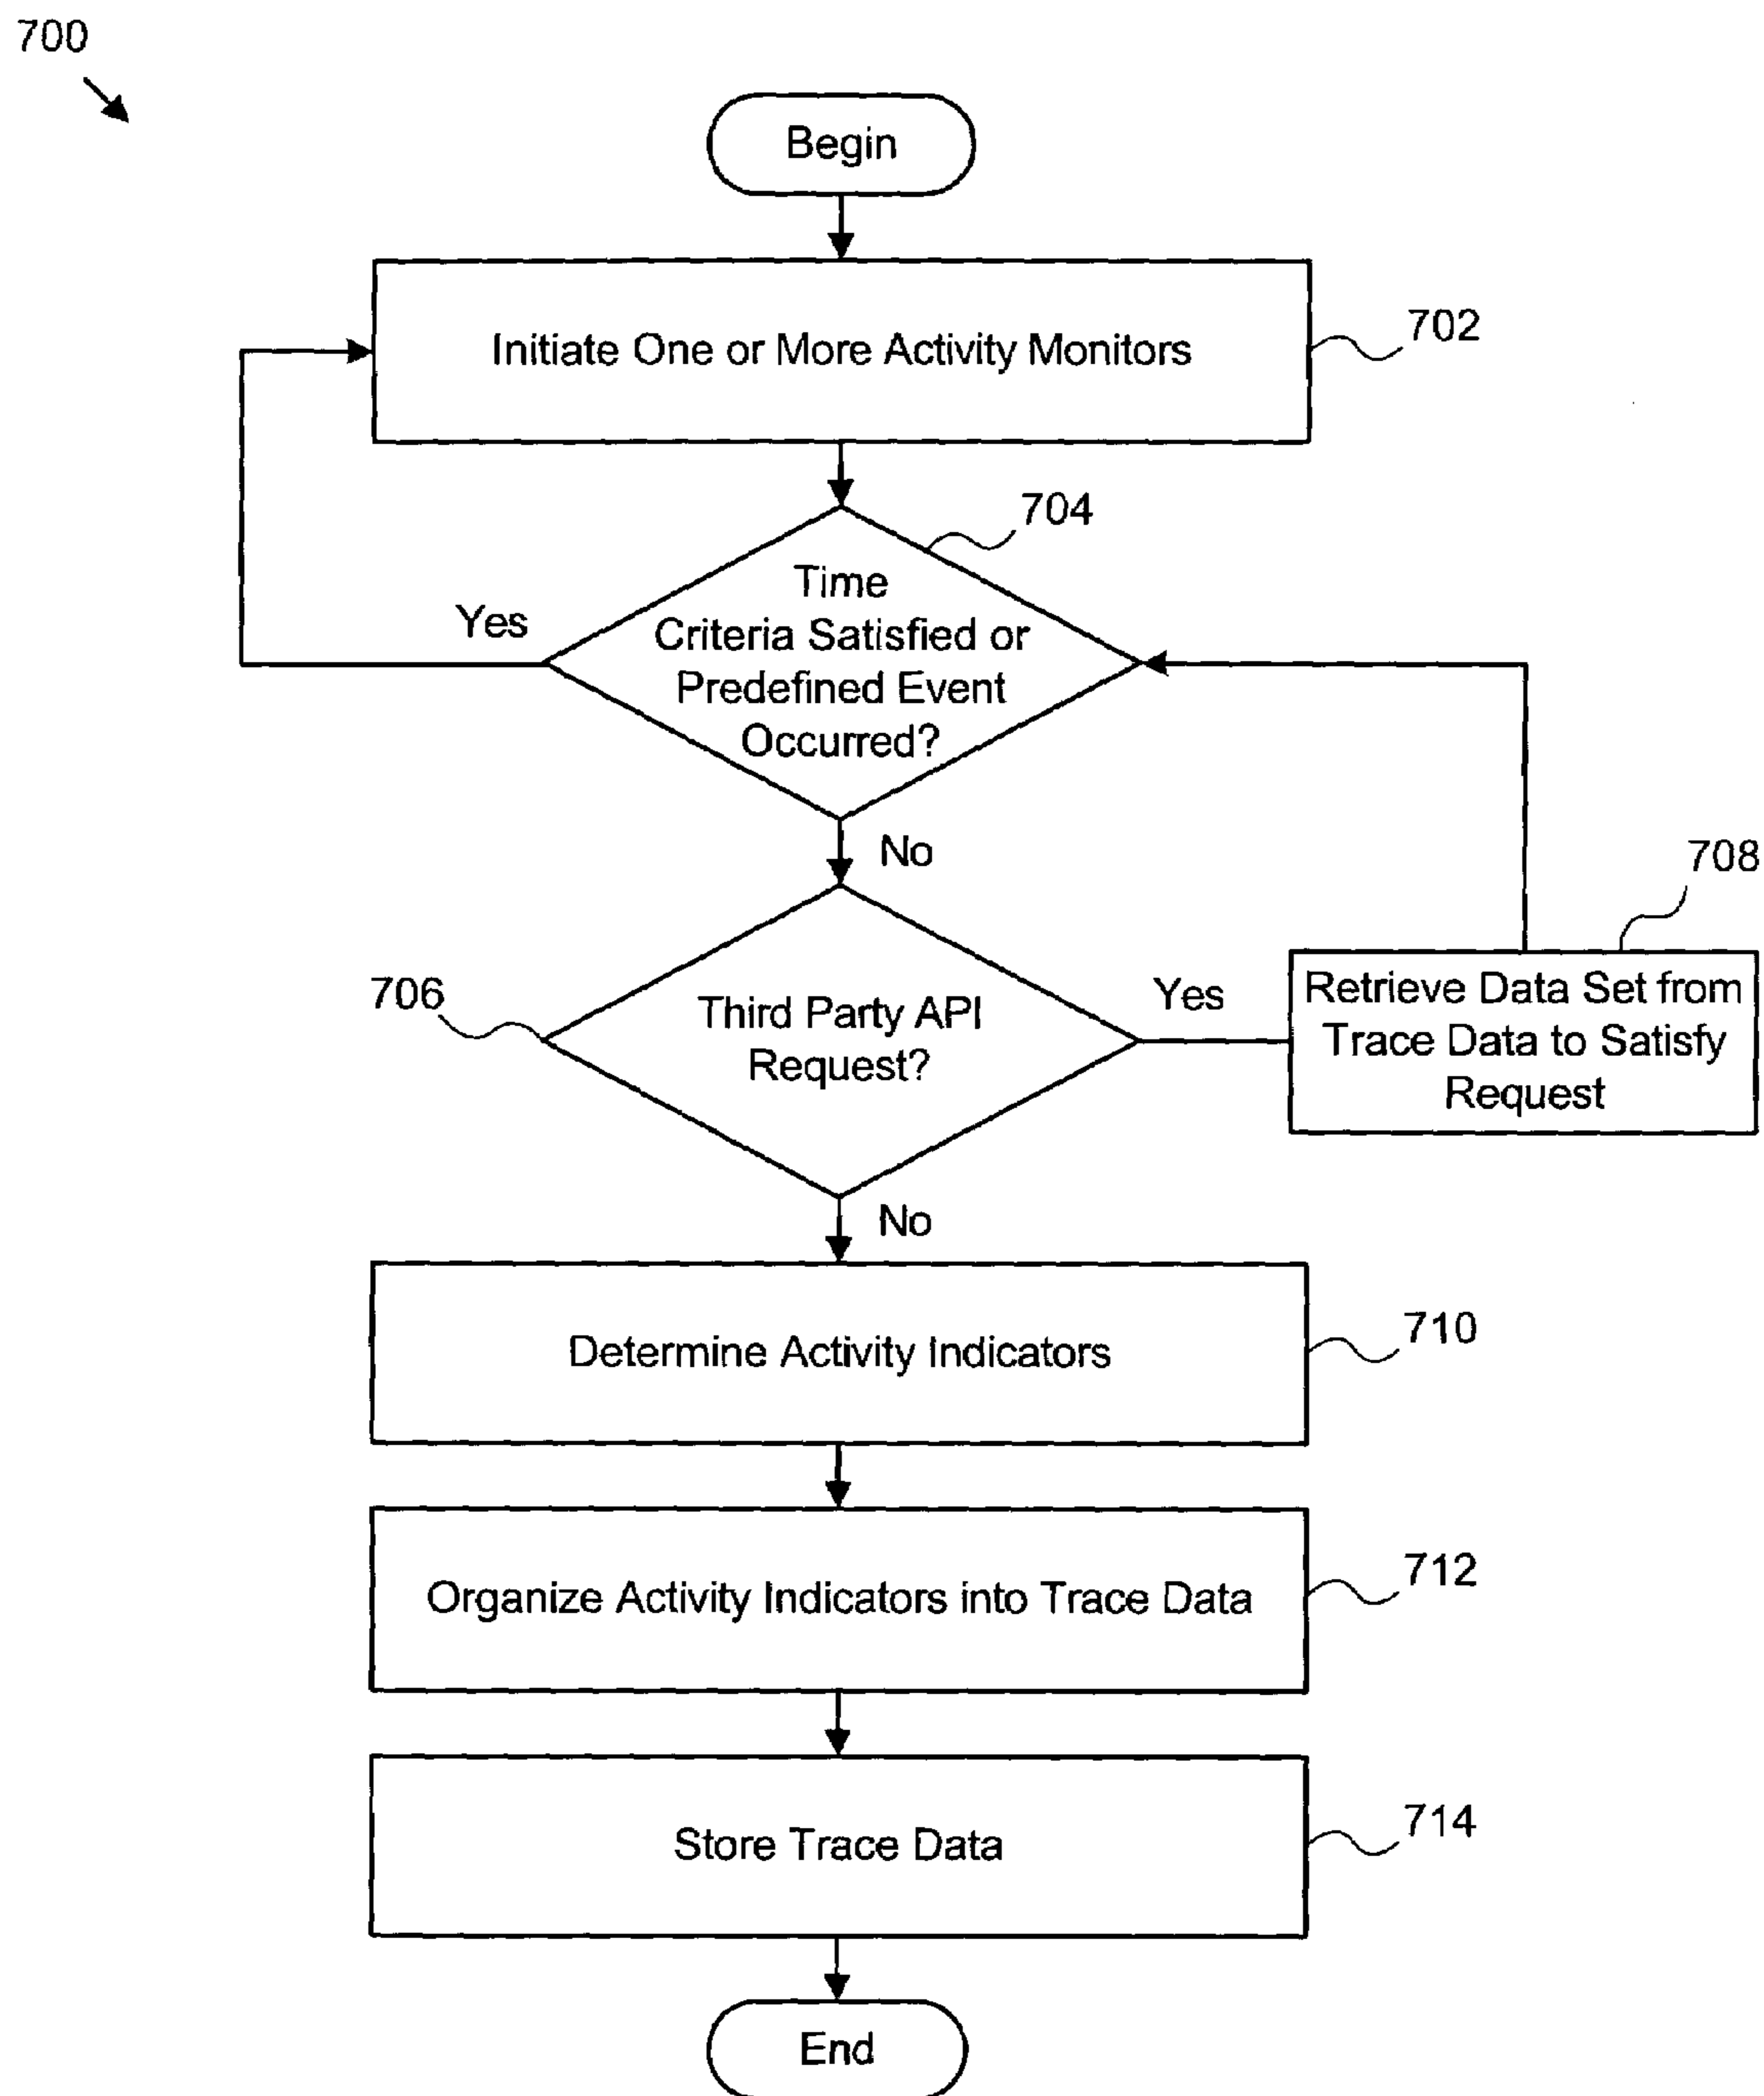 700
Begin
Initiate One or More Activity Monitors
702
704
Time
Criteria Satisfied or
Predefined Event
Occurred?
Yes
No
708
706
Third Party API
Request?
Yes
Retrieve Data Set from
Trace Data to Satisfy
Request
No
Determine Activity Indicators
710
Organize Activity Indicators into Trace Data
712
Store Trace Data
714
End